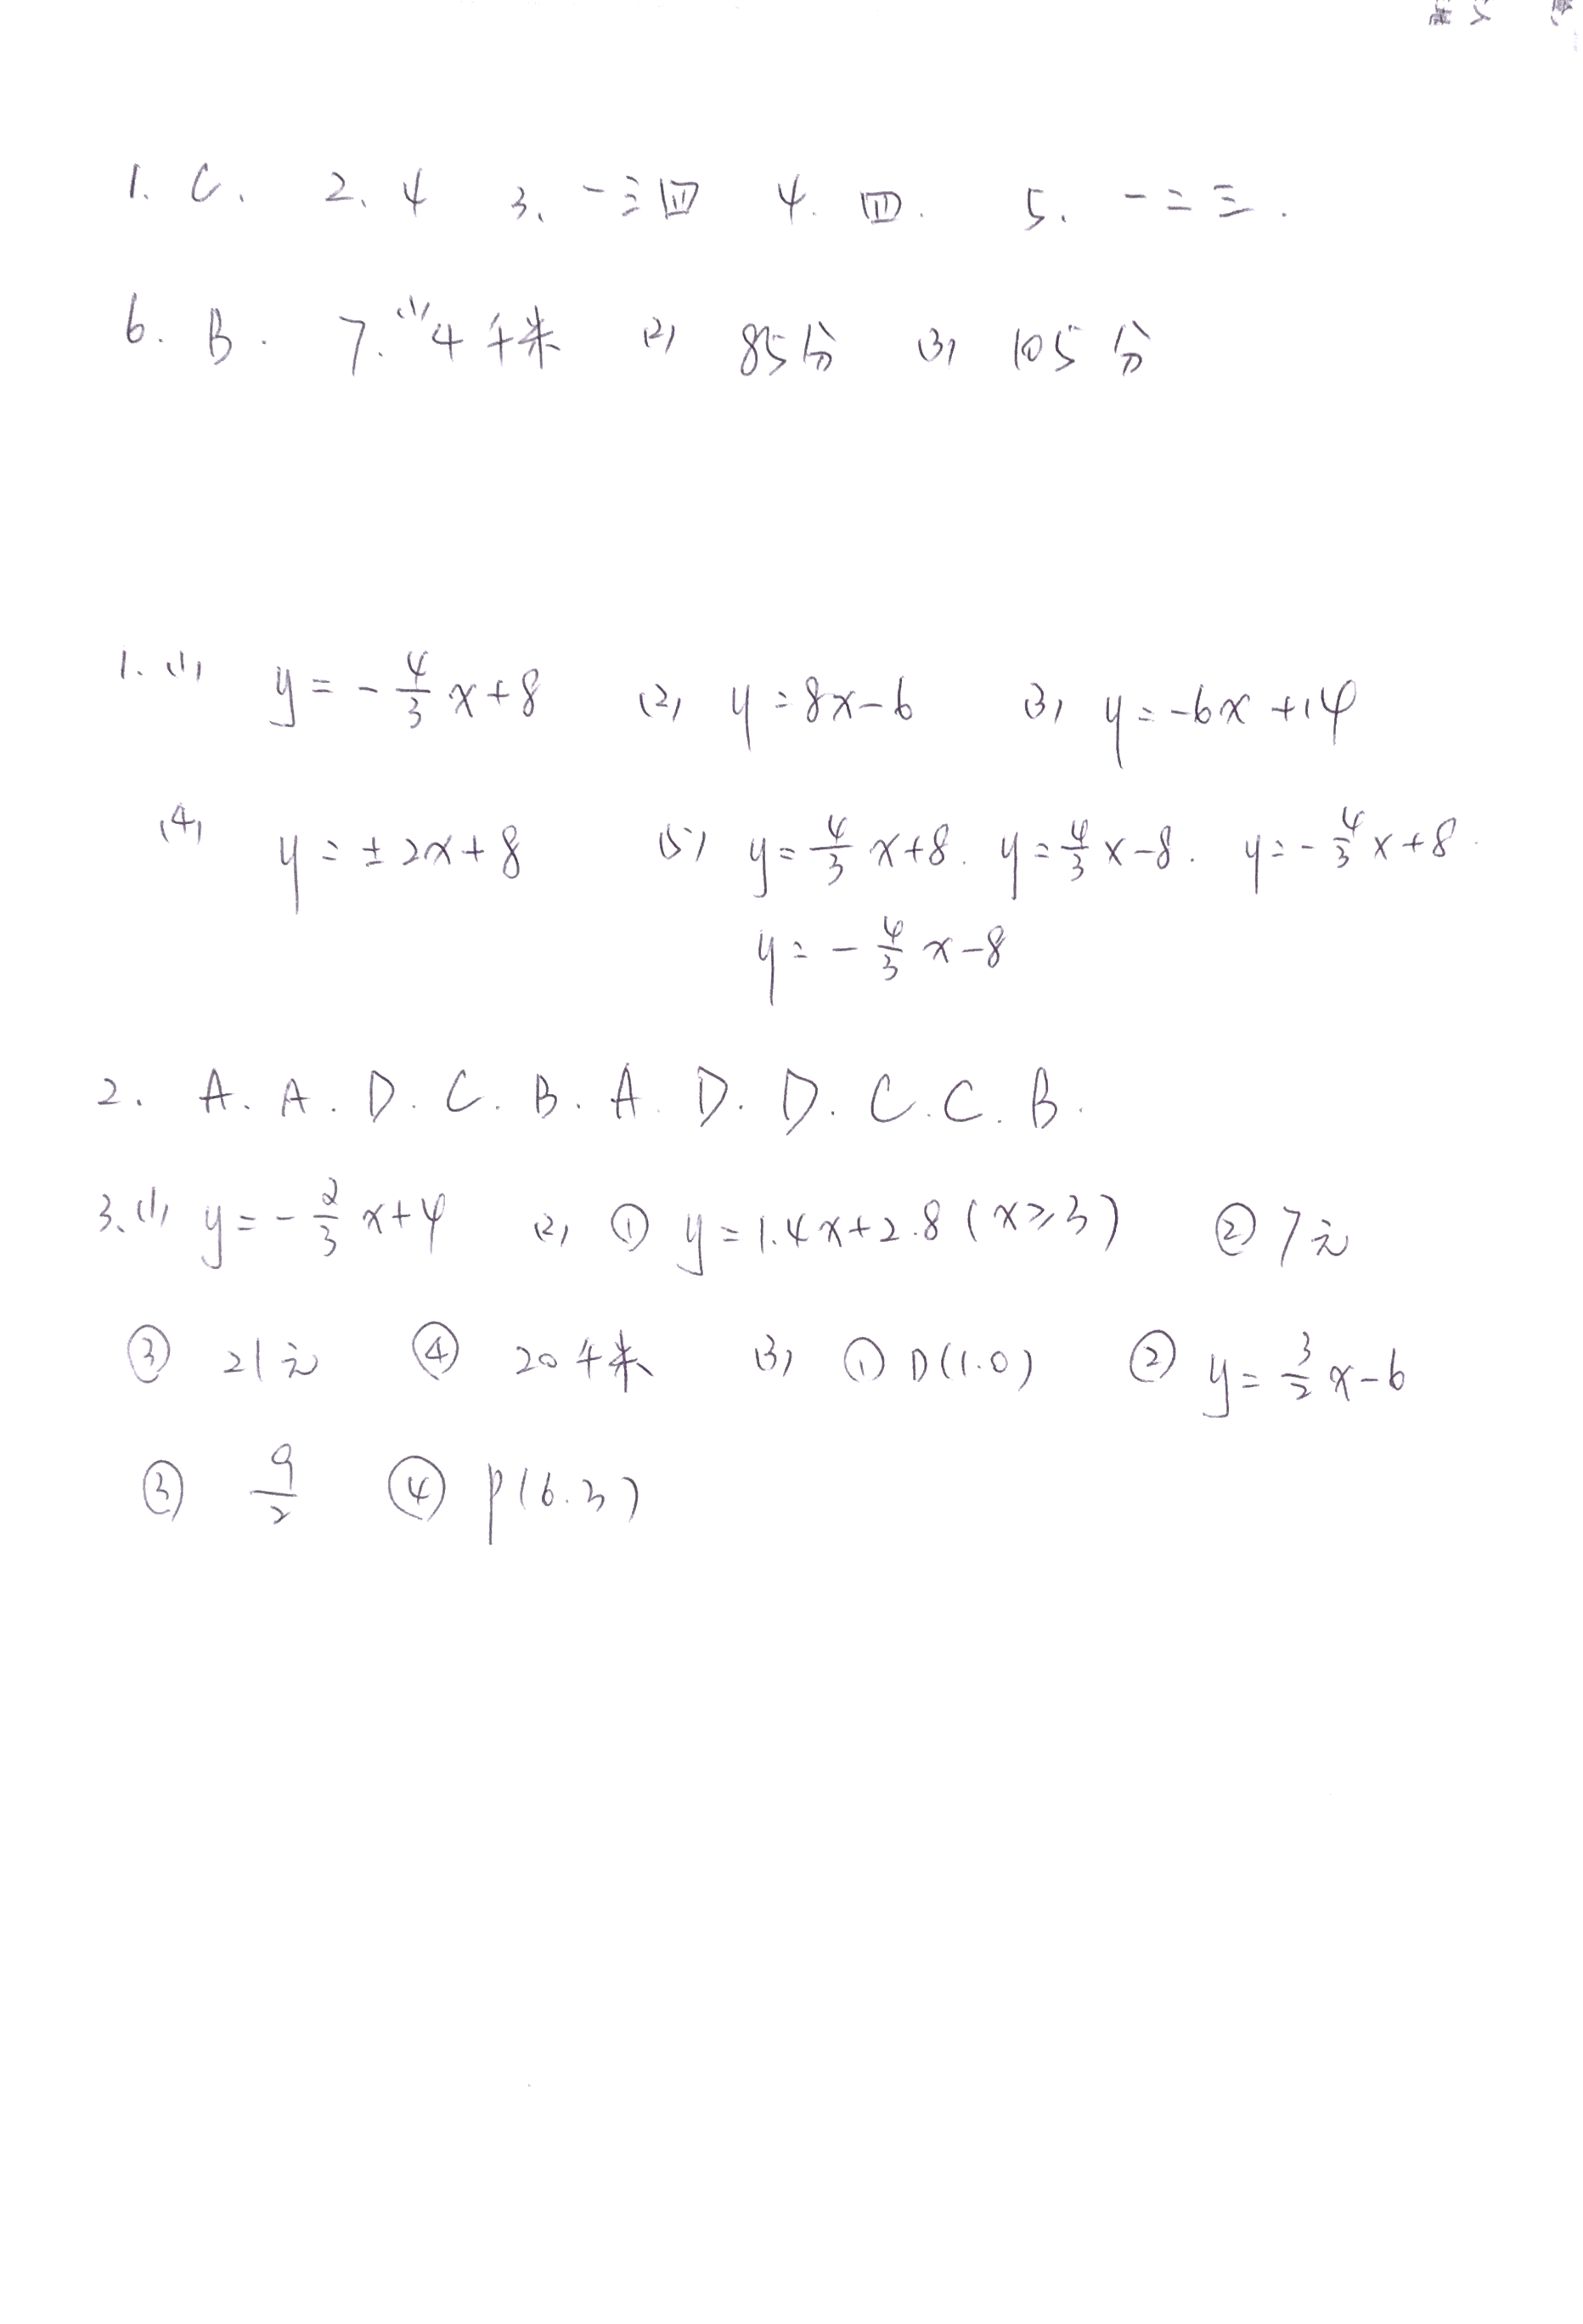 1. C. 2. 4 3. 一三四 4. 四. 5. 一二三.
6. B. 7. (1) 4千米 (2) 85分 (3) 105分
1. (1) y=-4/3x+8 (2) y=8x-6 (3) y=-6x+14
(4) y=±2x+8 (5) y=4/3x+8. y=4/3x-8. y=-4/3x+8.
y=-4/3x-8
2. A. A. D. C. B. A. D. D. C. C. B.
3. (1) y=-2/3x+4 (2) ① y=1.4x+2.8 (x≥3) ② 7元
③ 21元 ④ 20千米 (3) ① D(1.0) ② y=3/2x-6
③ 9/2 ④ P(6.3)